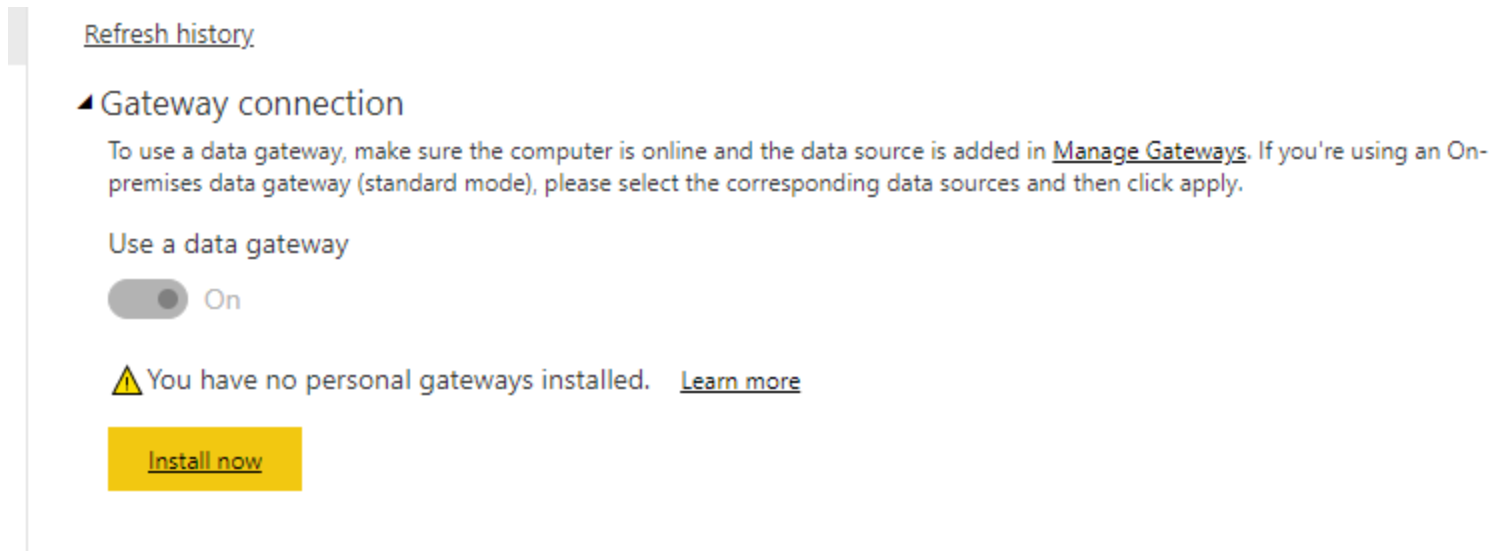 Refresh history
Gateway connection
To use a data gateway, make sure the computer is online and the data source is added in Manage Gateways. If you're using an On-
premises data gateway (standard mode), please select the corresponding data sources and then click apply.
Use a data gateway
On
You have no personal gateways installed. Learn more
Install now